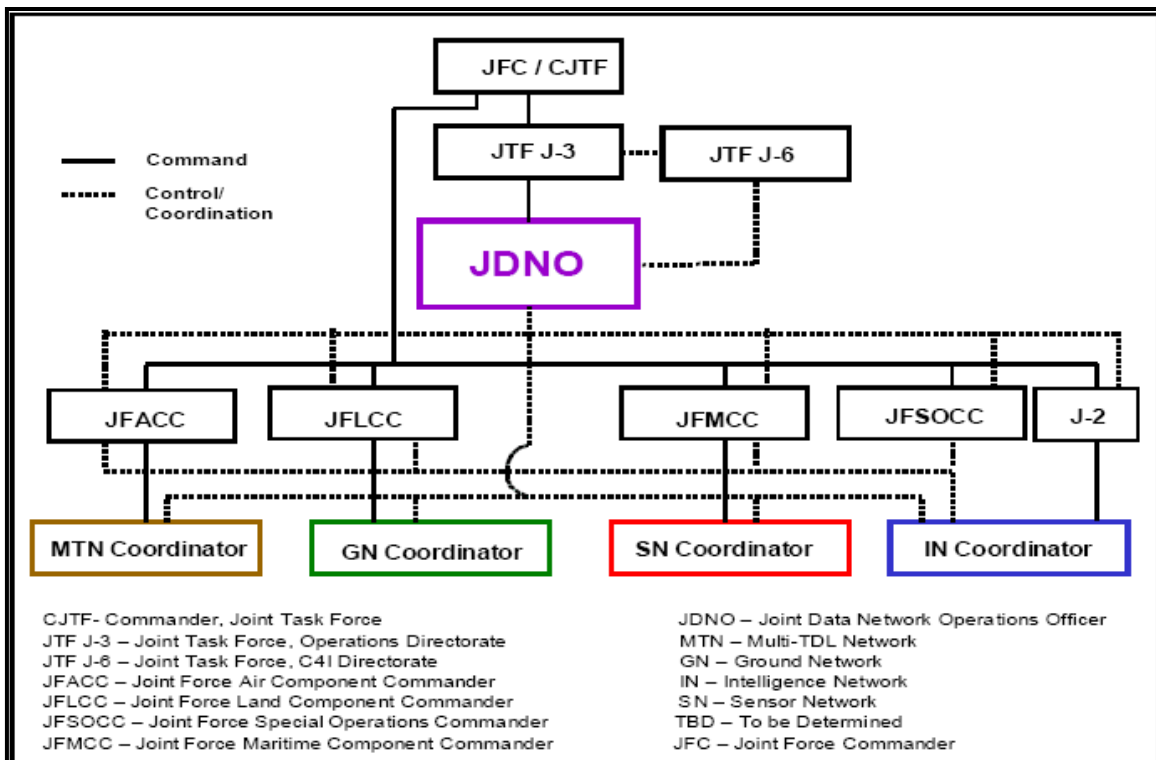 JFC / CJTF
JTF J-3
JTF J-6
Command
Control/
Coordination
JDNO
JFACC
JFLCC
JFMCC
JFSOCC
J-2
MTN Coordinator
GN Coordinator
SN Coordinator
IN Coordinator
CJTF- Commander, Joint Task Force
JTF J-3 – Joint Task Force, Operations Directorate
JTF J-6 – Joint Task Force, C4I Directorate
JFACC – Joint Force Air Component Commander
JFLCC – Joint Force Land Component Commander
JFSOCC – Joint Force Special Operations Commander
JFMCC – Joint Force Maritime Component Commander
JDNO – Joint Data Network Operations Officer
MTN – Multi-TDL Network
GN – Ground Network
IN – Intelligence Network
SN – Sensor Network
TBD – To be Determined
JFC – Joint Force Commander